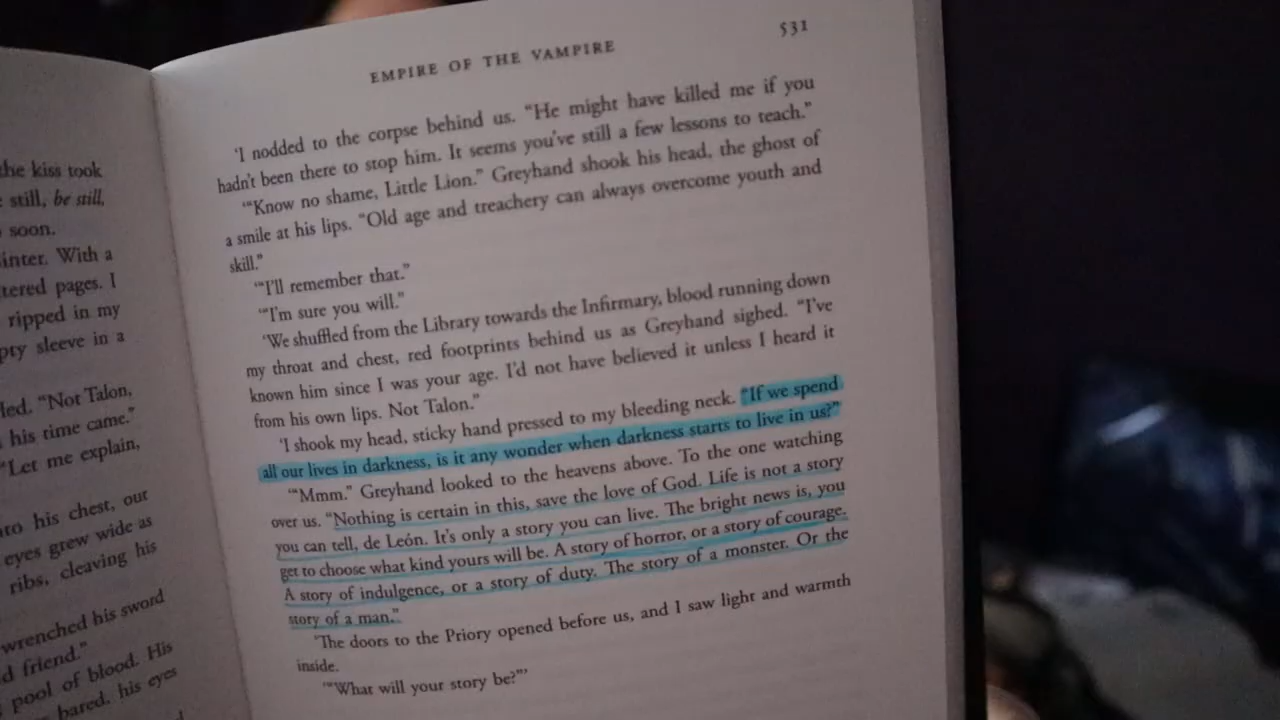 the kiss took
still, be still,
soon.
inter. With a
tered pages. I
ripped in my
pty sleeve in a
led. "Not Talon,
his time came."
"Let me explain,
nto his chest, our
eyes grew wide as
ribs, cleaving his
wrenched his sword
d friend."
pool of blood. His
bared, his eyes
EMPIRE OF THE VAMPIRE
531
'I nodded to the corpse behind us. "He might have killed me if you
hadn't been there to stop him. It seems you've still a few lessons to teach."
'"Know no shame, Little Lion." Greyhand shook his head, the ghost of
a smile at his lips. "Old age and treachery can always overcome youth and
skill."
'"I'll remember that."
'"I'm sure you will."
'We shuffled from the Library towards the Infirmary, blood running down
my throat and chest, red footprints behind us as Greyhand sighed. "I've
known him since I was your age. I'd not have believed it unless I heard it
from his own lips. Not Talon."
'I shook my head, sticky hand pressed to my bleeding neck. "If we spend
all our lives in darkness, is it any wonder when darkness starts to live in us?"
'"Mmm." Greyhand looked to the heavens above. To the one watching
over us. "Nothing is certain in this, save the love of God. Life is not a story
you can tell, de León. It's only a story you can live. The bright news is, you
get to choose what kind yours will be. A story of horror, or a story of courage.
A story of indulgence, or a story of duty. The story of a monster. Or the
story of a man."
'The doors to the Priory opened before us, and I saw light and warmth
inside.
'"What will your story be?"'